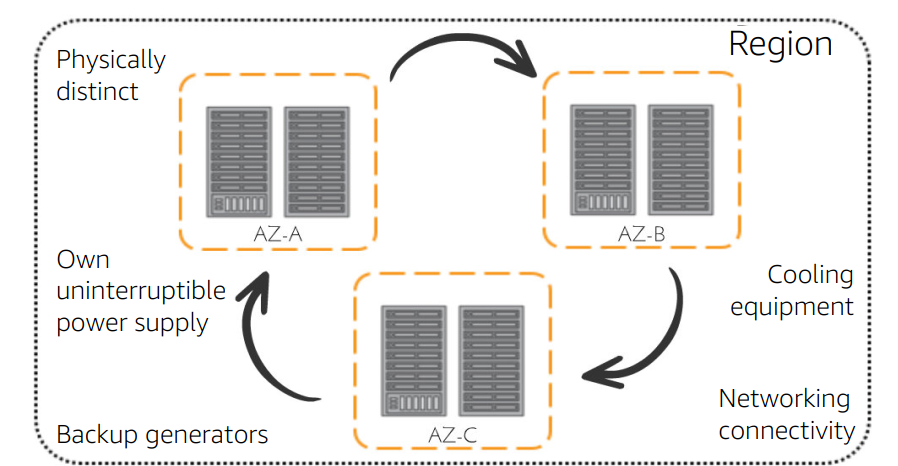 Region
Physically
distinct
AZ-A
AZ-B
Own
uninterruptible
power supply
Cooling
equipment
Networking
connectivity
Backup generators
AZ-C